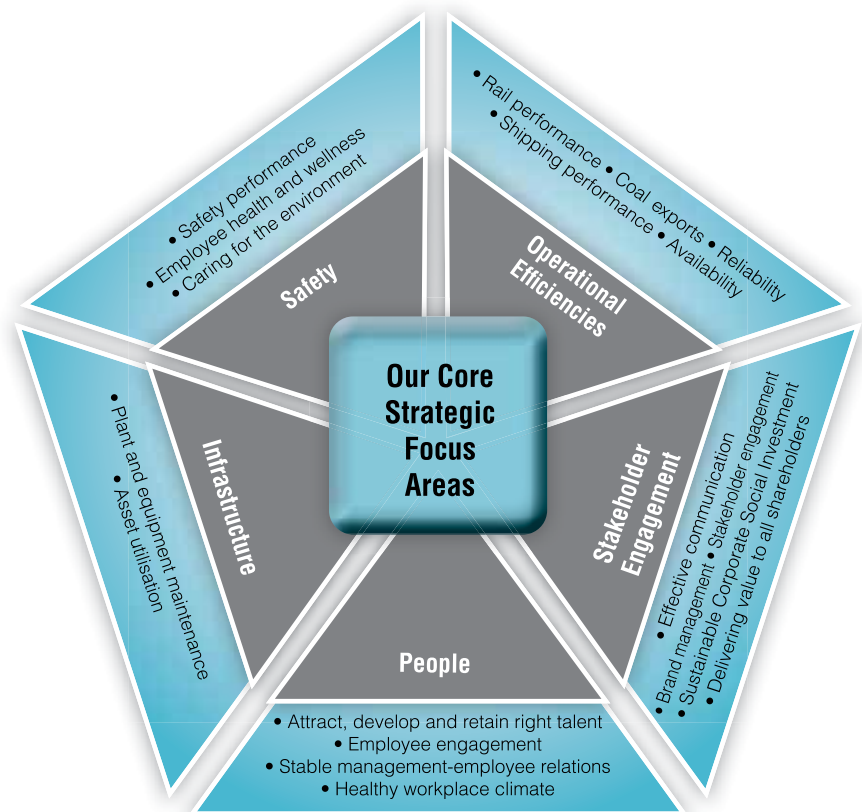 Our Core
Strategic
Focus
Areas
Safety
• Safety performance
• Employee health and wellness
• Caring for the environment
Operational
Efficiencies
• Rail performance • Coal exports • Reliability
• Shipping performance • Availability
Stakeholder
Engagement
• Effective communication
• Brand management • Stakeholder engagement
• Sustainable Corporate Social Investment
• Delivering value to all shareholders
People
• Attract, develop and retain right talent
• Employee engagement
• Stable management-employee relations
• Healthy workplace climate
Infrastructure
• Plant and equipment maintenance
• Asset utilisation